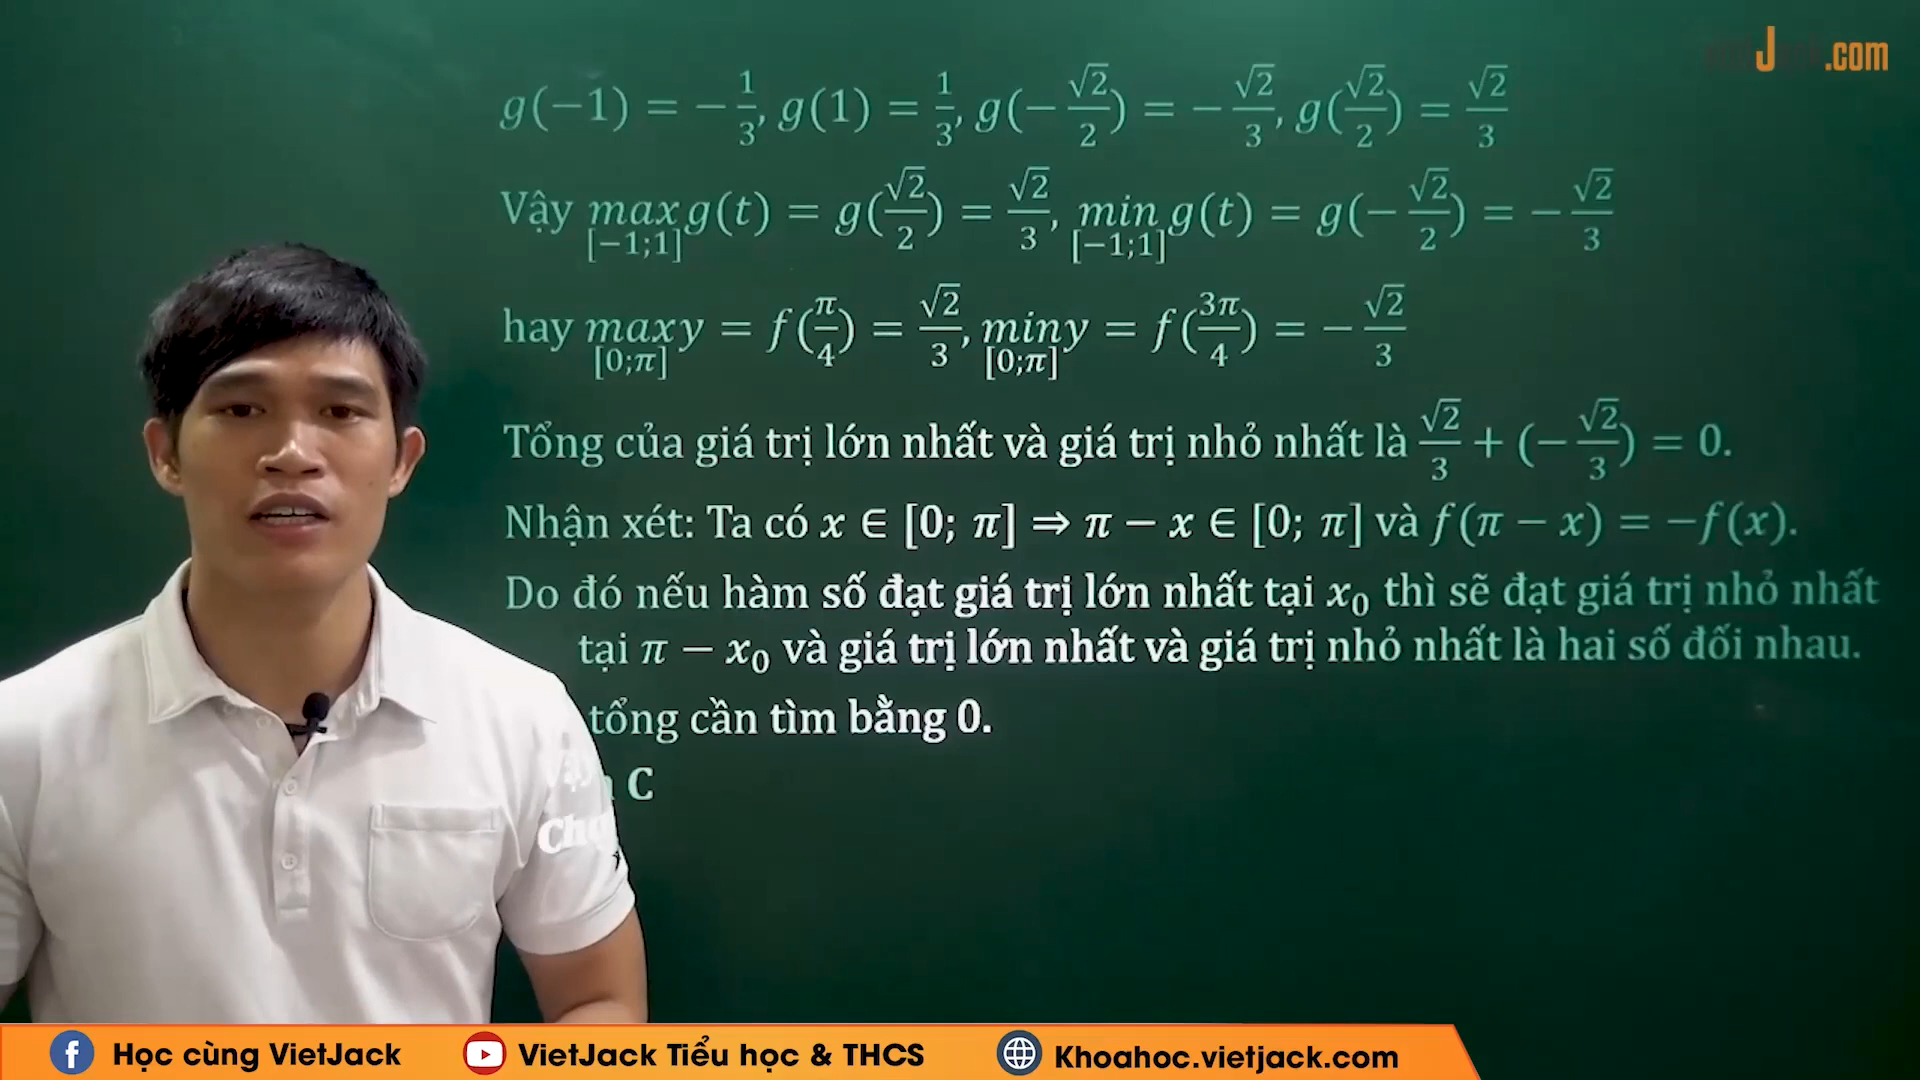 J .com
g(−1) = −1/3, g(1) = 1/3, g(−√2/2) = −√2/3, g(√2/2) = √2/3
Vậy max g(t) = g(√2/2) = √2/3, min g(t) = g(−√2/2) = −√2/3
[−1;1] [−1;1]
hay max y = f(π/4) = √2/3, min y = f(3π/4) = −√2/3
[0;π] [0;π]
Tổng của giá trị lớn nhất và giá trị nhỏ nhất là √2/3 + (−√2/3) = 0.
Nhận xét: Ta có x ∈ [0; π] ⇒ π − x ∈ [0; π] và f(π − x) = −f(x).
Do đó nếu hàm số đạt giá trị lớn nhất tại x₀ thì sẽ đạt giá trị nhỏ nhất
tại π − x₀ và giá trị lớn nhất và giá trị nhỏ nhất là hai số đối nhau.
tổng cần tìm bằng 0.
C
Học cùng VietJack VietJack Tiểu học & THCS Khoahoc.vietjack.com